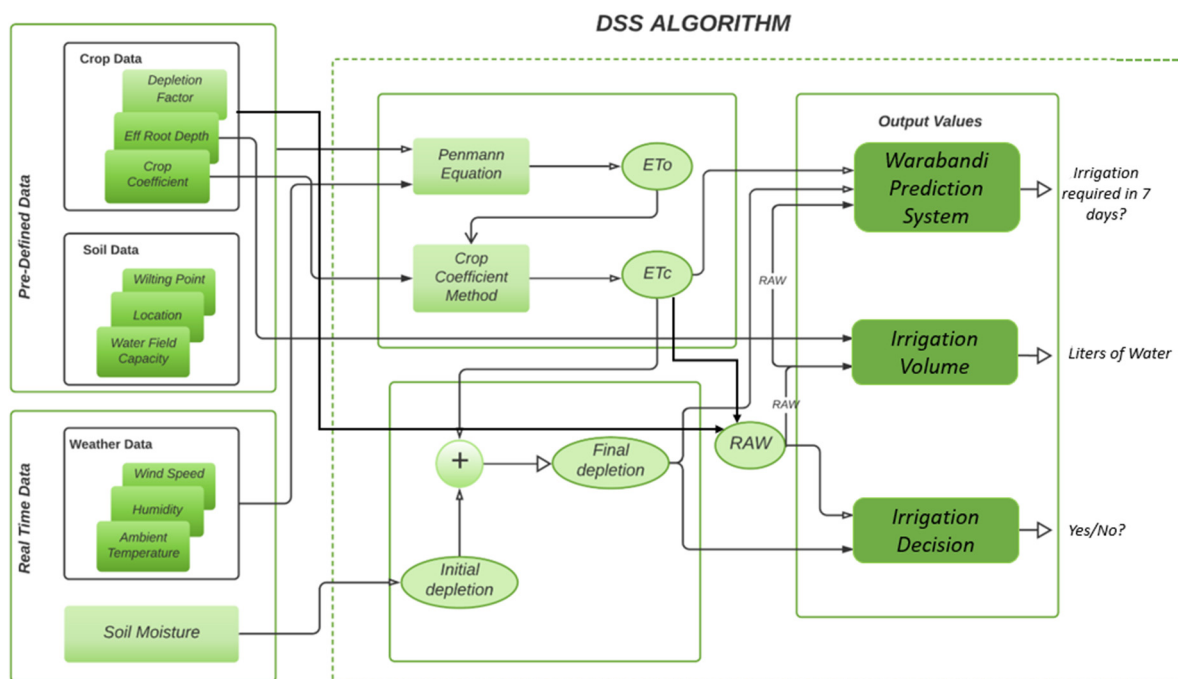 DSS ALGORITHM
Pre-Defined Data
Crop Data
Depletion
Factor
Eff Root Depth
Crop
Coefficient
Soil Data
Wilting Point
Location
Water Field
Capacity
Real Time Data
Weather Data
Wind Speed
Humidity
Ambient
Temperature
Soil Moisture
Penmann
Equation
ETo
Crop
Coefficient
Method
ETc
+
Initial
depletion
Final
depletion
RAW
RAW
RAW
Output Values
Warabandi
Prediction
System
Irrigation
required in 7
days?
Irrigation
Volume
Liters of Water
Irrigation
Decision
Yes/No?